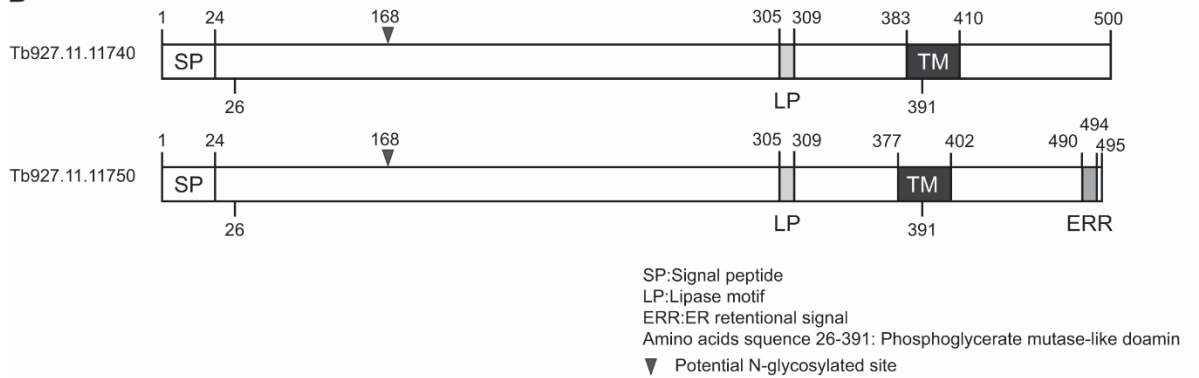 1 24 168 305 309 383 410 500
Tb927.11.11740 SP TM
26 LP 391
494
1 24 168 305 309 377 402 490 495
Tb927.11.11750 SP TM
26 LP 391 ERR
SP:Signal peptide
LP:Lipase motif
ERR:ER retentional signal
Amino acids squence 26-391: Phosphoglycerate mutase-like doamin
Potential N-glycosylated site